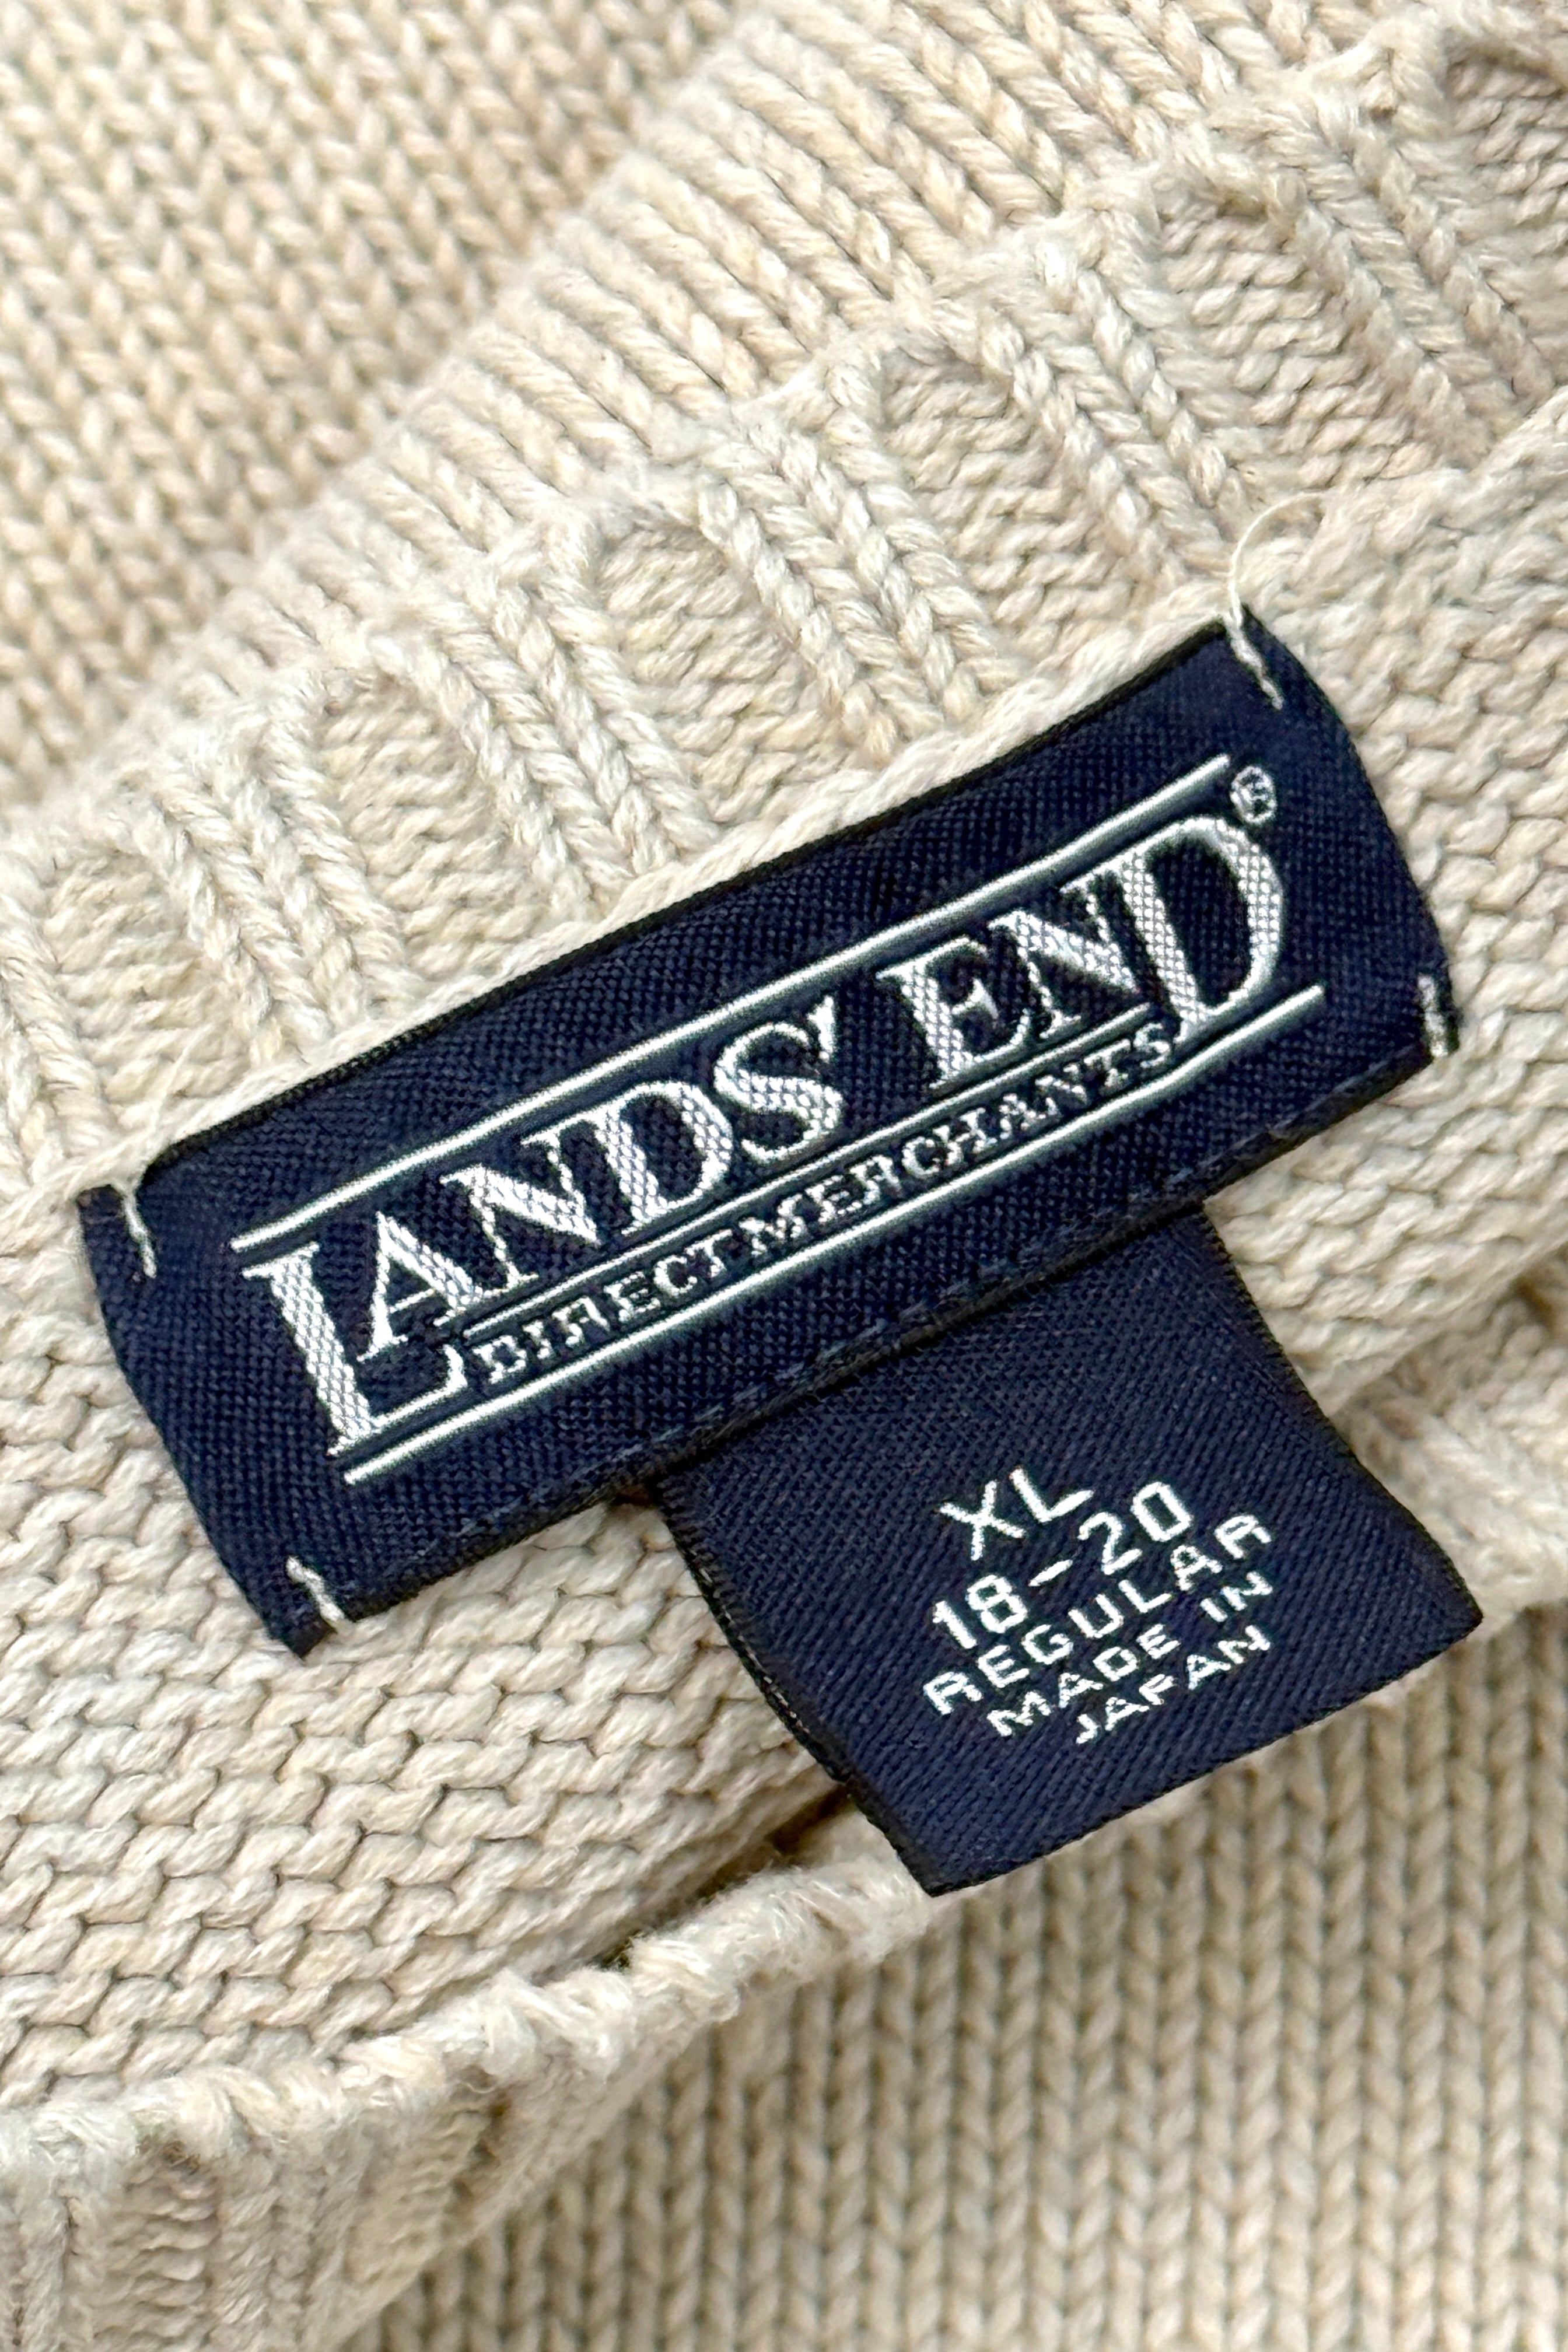 LANDS' END®
DIRECT MERCHANTS
XL
18-20
REGULAR
MADE IN
JAPAN